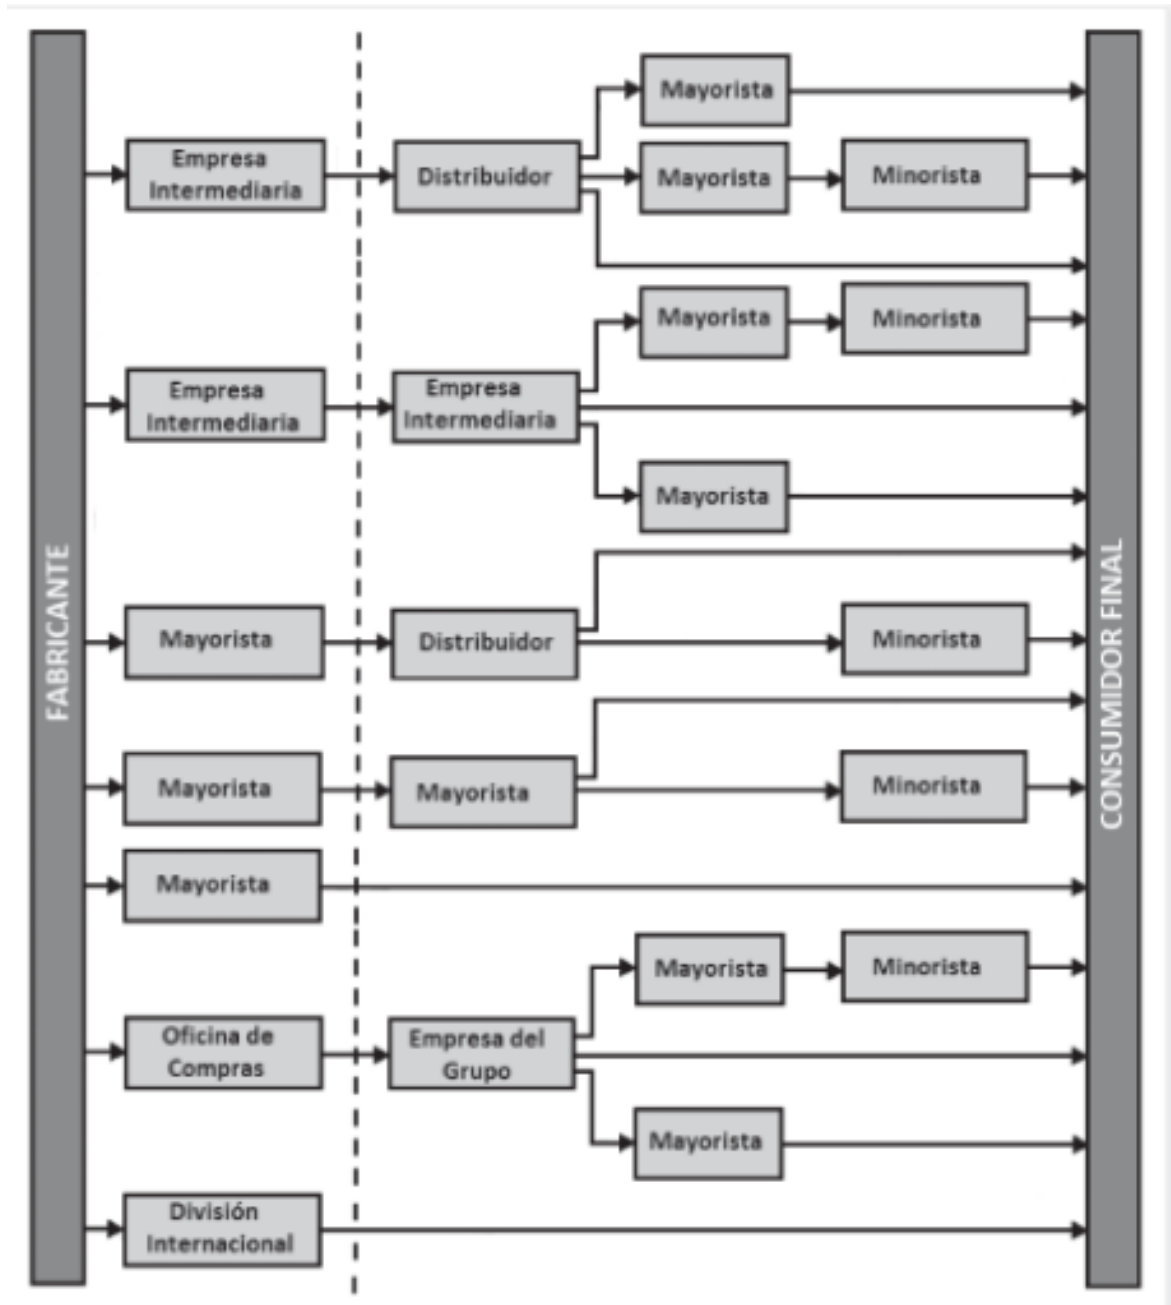 FABRICANTE
Empresa
Intermediaria
Distribuidor
Mayorista
Mayorista
Minorista
Empresa
Intermediaria
Empresa
Intermediaria
Mayorista
Minorista
Mayorista
Mayorista
Distribuidor
Minorista
Mayorista
Mayorista
Minorista
Mayorista
Oficina de
Compras
Empresa del
Grupo
Mayorista
Minorista
Mayorista
División
Internacional
CONSUMIDOR FINAL